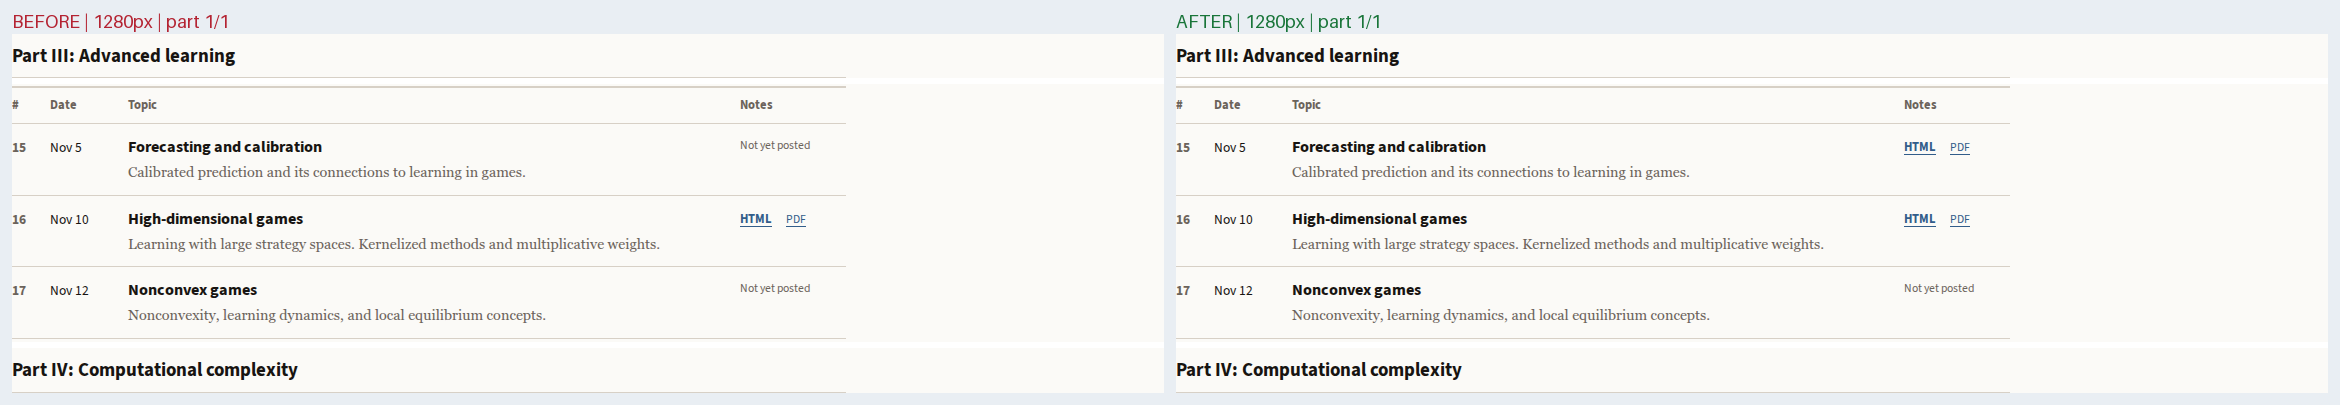 BEFORE | 1280px | part 1/1
Part III: Advanced learning
# Date Topic Notes
15 Nov 5 Forecasting and calibration Not yet posted
Calibrated prediction and its connections to learning in games.
16 Nov 10 High-dimensional games HTML PDF
Learning with large strategy spaces. Kernelized methods and multiplicative weights.
17 Nov 12 Nonconvex games Not yet posted
Nonconvexity, learning dynamics, and local equilibrium concepts.
Part IV: Computational complexity
AFTER | 1280px | part 1/1
Part III: Advanced learning
# Date Topic Notes
15 Nov 5 Forecasting and calibration HTML PDF
Calibrated prediction and its connections to learning in games.
16 Nov 10 High-dimensional games HTML PDF
Learning with large strategy spaces. Kernelized methods and multiplicative weights.
17 Nov 12 Nonconvex games Not yet posted
Nonconvexity, learning dynamics, and local equilibrium concepts.
Part IV: Computational complexity